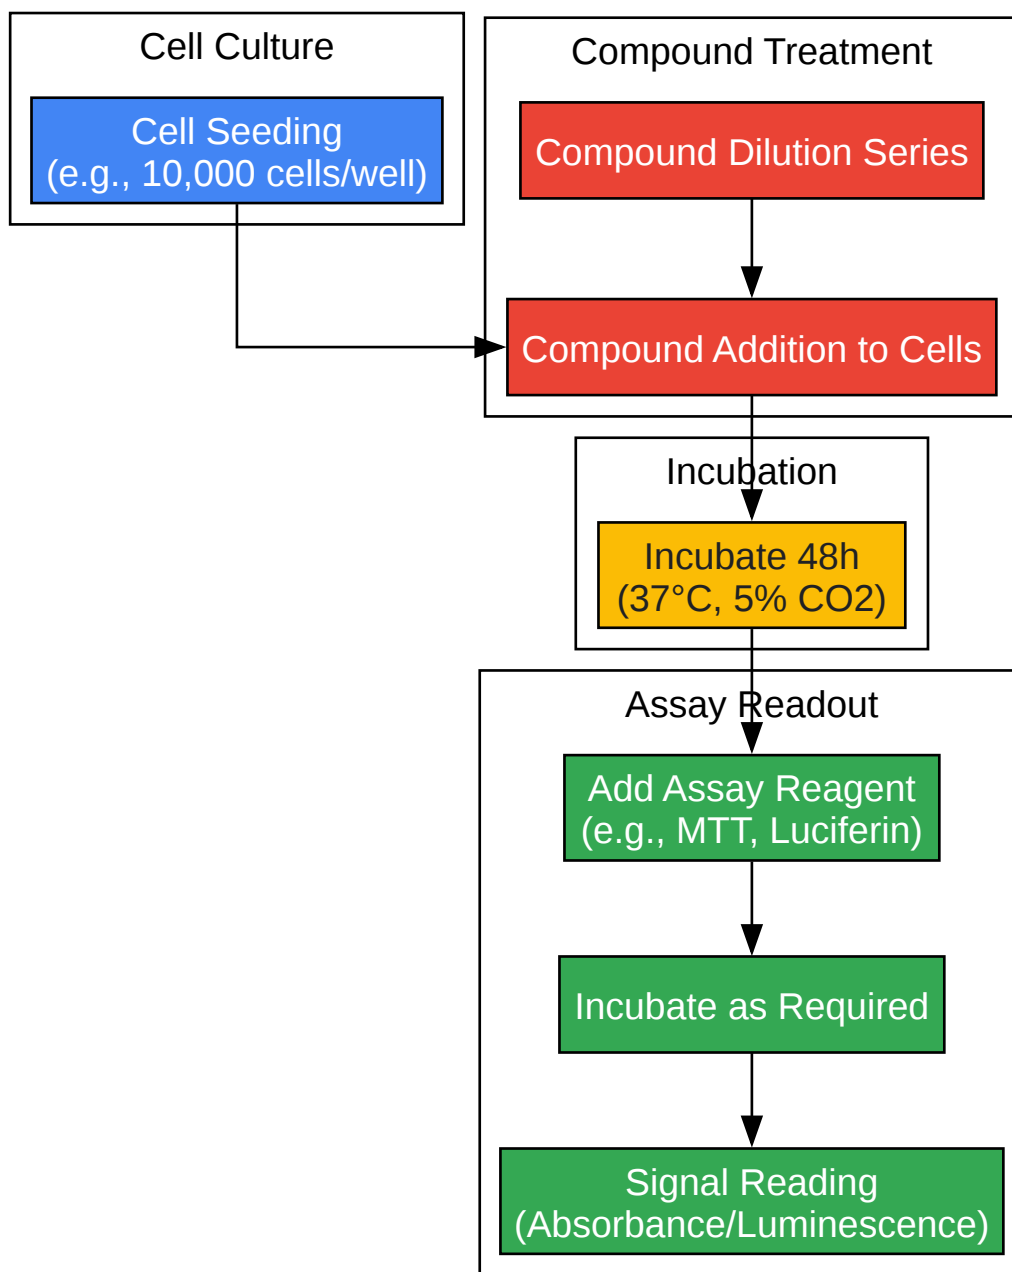 Cell Culture
Cell Seeding
(e.g., 10,000 cells/well)
Compound Treatment
Compound Dilution Series
Compound Addition to Cells
Incubation
Incubate 48h
(37°C, 5% CO2)
Assay Readout
Add Assay Reagent
(e.g., MTT, Luciferin)
Incubate as Required
Signal Reading
(Absorbance/Luminescence)